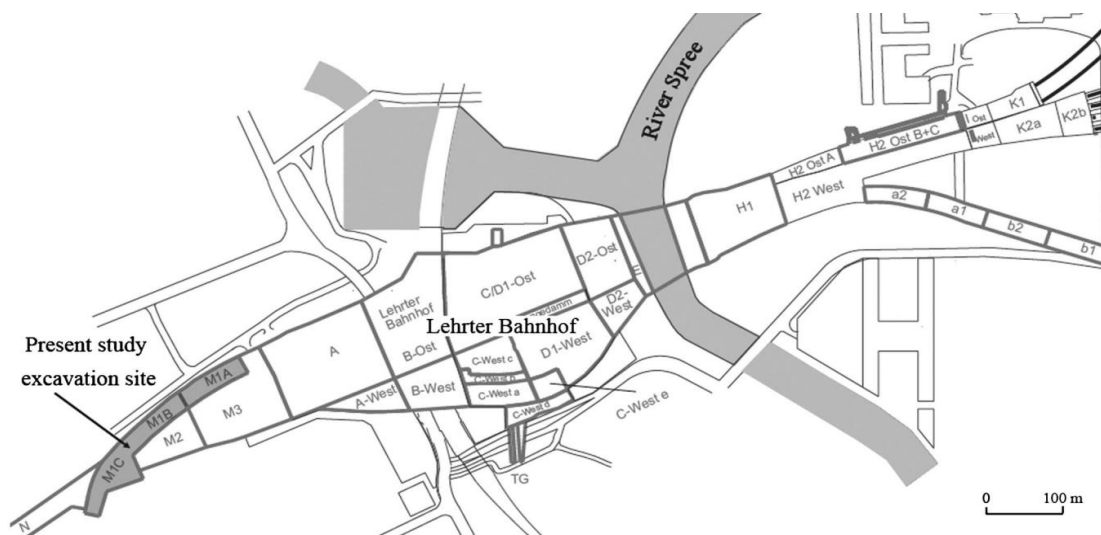 River Spree
K1
Ost
K2b
K2a
West
H2 Ost B+C
H2 Ost A
H2 West
H1
a2
a1
b2
b1
D2-Ost
E
C/D1-Ost
D2-
West
Lehrter
Bahnhof
Lehrter Bahnhof
D1-West
A
B-Ost
C-West c
C-West b
C-West a
C-West d
C-West e
B-West
A-West
Present study
excavation site
M1A
M1B
M3
M2
M1C
N
TG
0 100 m